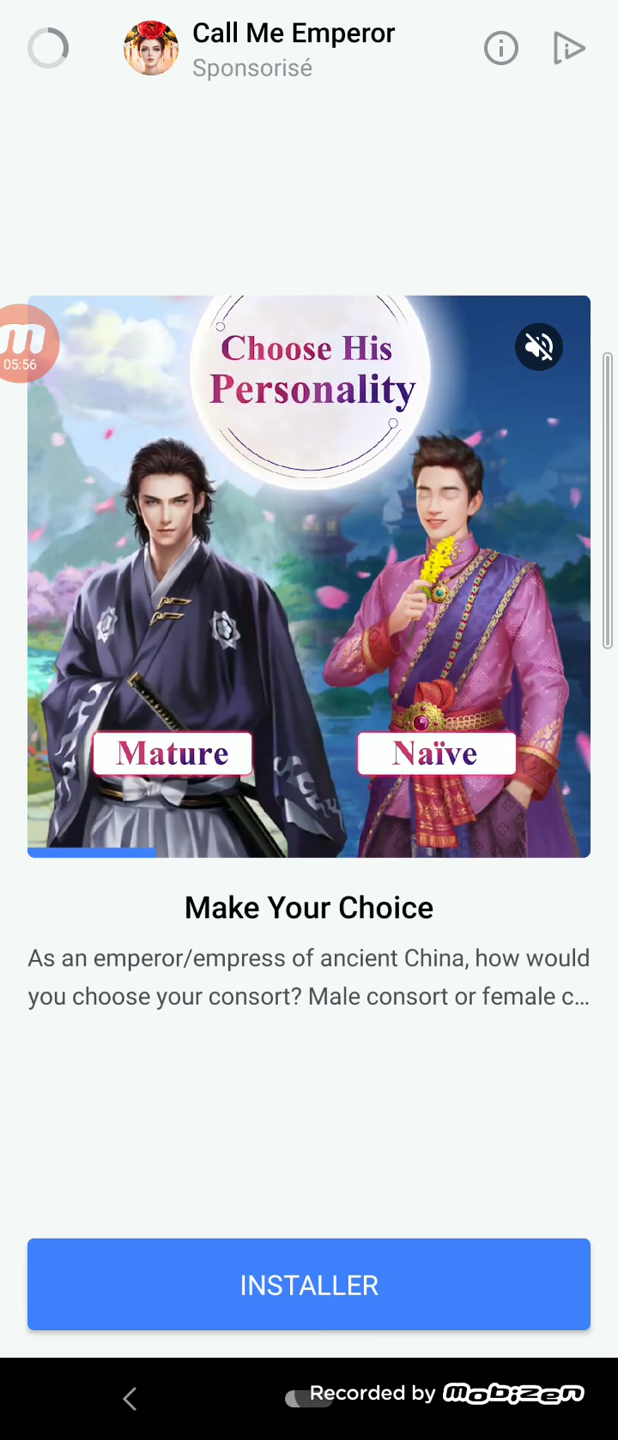 Call Me Emperor
Sponsorisé
Choose His
Personality
m
05:56
Mature
Naïve
Make Your Choice
As an emperor/empress of ancient China, how would
you choose your consort? Male consort or female c...
INSTALLER
Recorded by Mobizen